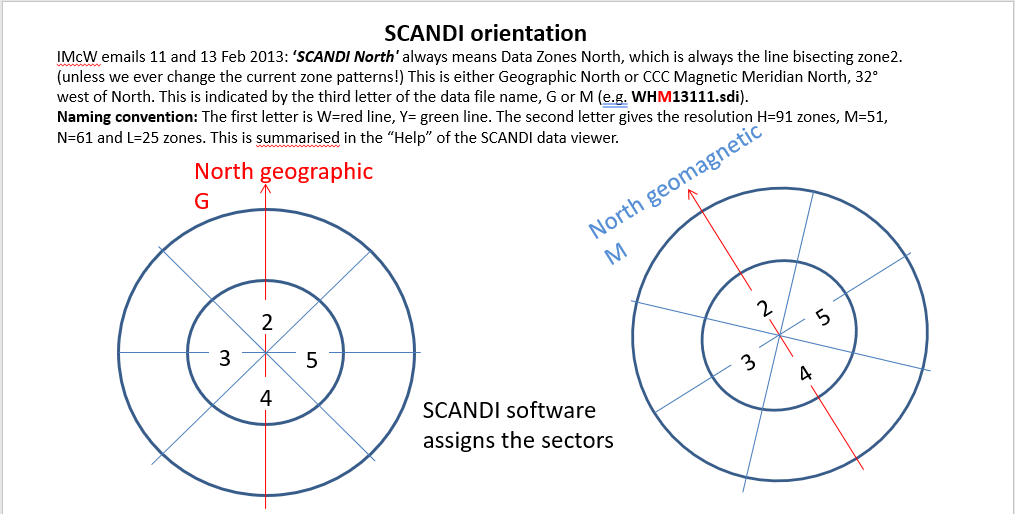 SCANDI orientation
IMcW emails 11 and 13 Feb 2013: 'SCANDI North' always means Data Zones North, which is always the line bisecting zone2.
(unless we ever change the current zone patterns!) This is either Geographic North or CCC Magnetic Meridian North, 32°
west of North. This is indicated by the third letter of the data file name, G or M (e.g. WHM13111.sdi).
Naming convention: The first letter is W=red line, Y= green line. The second letter gives the resolution H=91 zones, M=51,
N=61 and L=25 zones. This is summarised in the “Help” of the SCANDI data viewer.
North geographic
G
2
3
5
4
North geomagnetic
M
2
5
3
4
SCANDI software
assigns the sectors